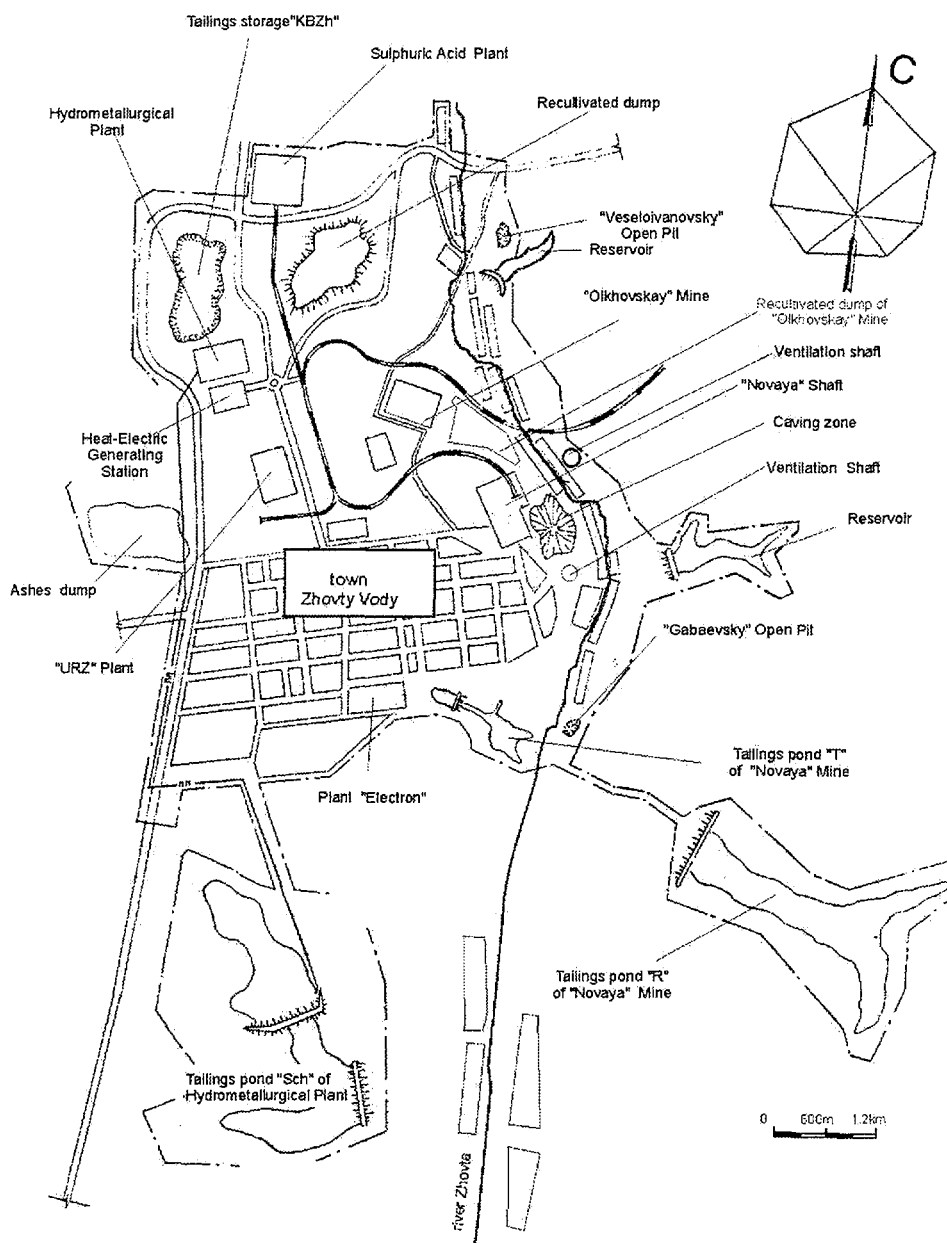 Tailings storage"KBZh"
Sulphuric Acid Plant
C
Hydrometallurgical
Plant
Recultivated dump
"Veseloivanovsky"
Open Pit
Reservoir
"Olkhovskay" Mine
Recultivated dump of
"Olkhovskay" Mine
Ventilation shaft
"Novaya" Shaft
Caving zone
Heat-Electric
Generating
Station
Ventilation Shaft
Reservoir
Ashes dump
town
Zhovty Vody
"URZ" Plant
"Gabaevsky" Open Pit
Tailings pond "T"
of "Novaya" Mine
Plant "Electron"
Tailings pond "R"
of "Novaya" Mine
Tailings pond "Sch" of
Hydrometallurgical Plant
0 600m 1.2km
river Zhovta